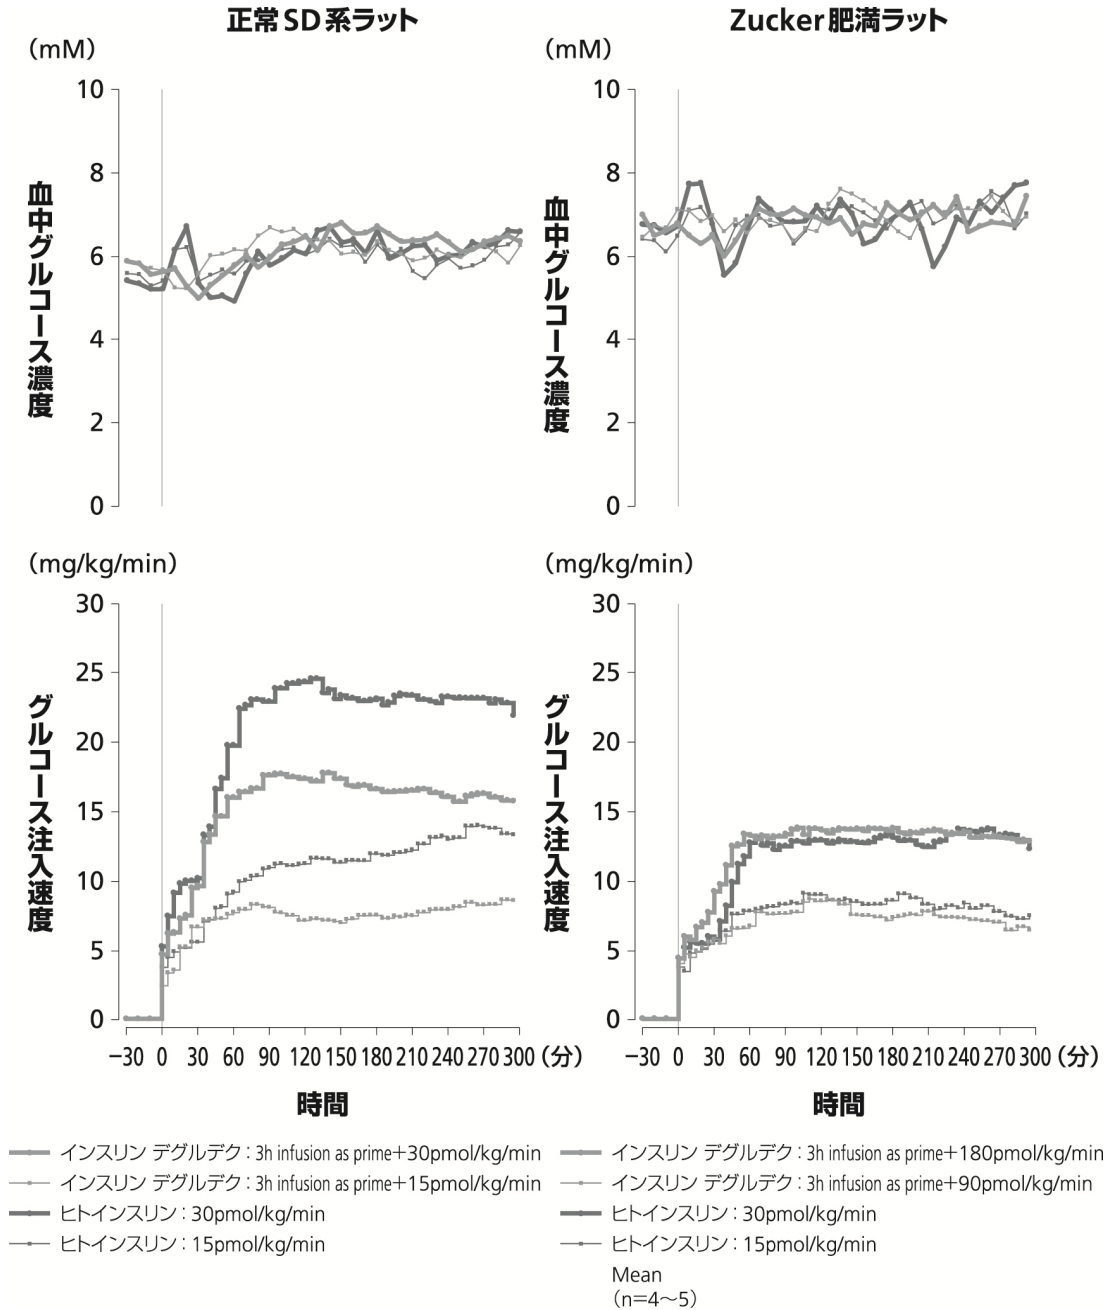 正常SD系ラット
Zucker肥満ラット
（mM）
（mM）
10
8
6
4
2
0
血中グルコース濃度
10
8
6
4
2
0
血中グルコース濃度
（mg/kg/min）
（mg/kg/min）
30
25
20
15
10
5
0
グルコース注入速度
30
25
20
15
10
5
0
グルコース注入速度
−30 0 30 60 90 120 150 180 210 240 270 300（分）
−30 0 30 60 90 120 150 180 210 240 270 300（分）
時間
時間
インスリン デグルデク：3h infusion as prime+30pmol/kg/min
インスリン デグルデク：3h infusion as prime+15pmol/kg/min
ヒトインスリン：30pmol/kg/min
ヒトインスリン：15pmol/kg/min
インスリン デグルデク：3h infusion as prime+180pmol/kg/min
インスリン デグルデク：3h infusion as prime+90pmol/kg/min
ヒトインスリン：30pmol/kg/min
ヒトインスリン：15pmol/kg/min
Mean
（n=4〜5）